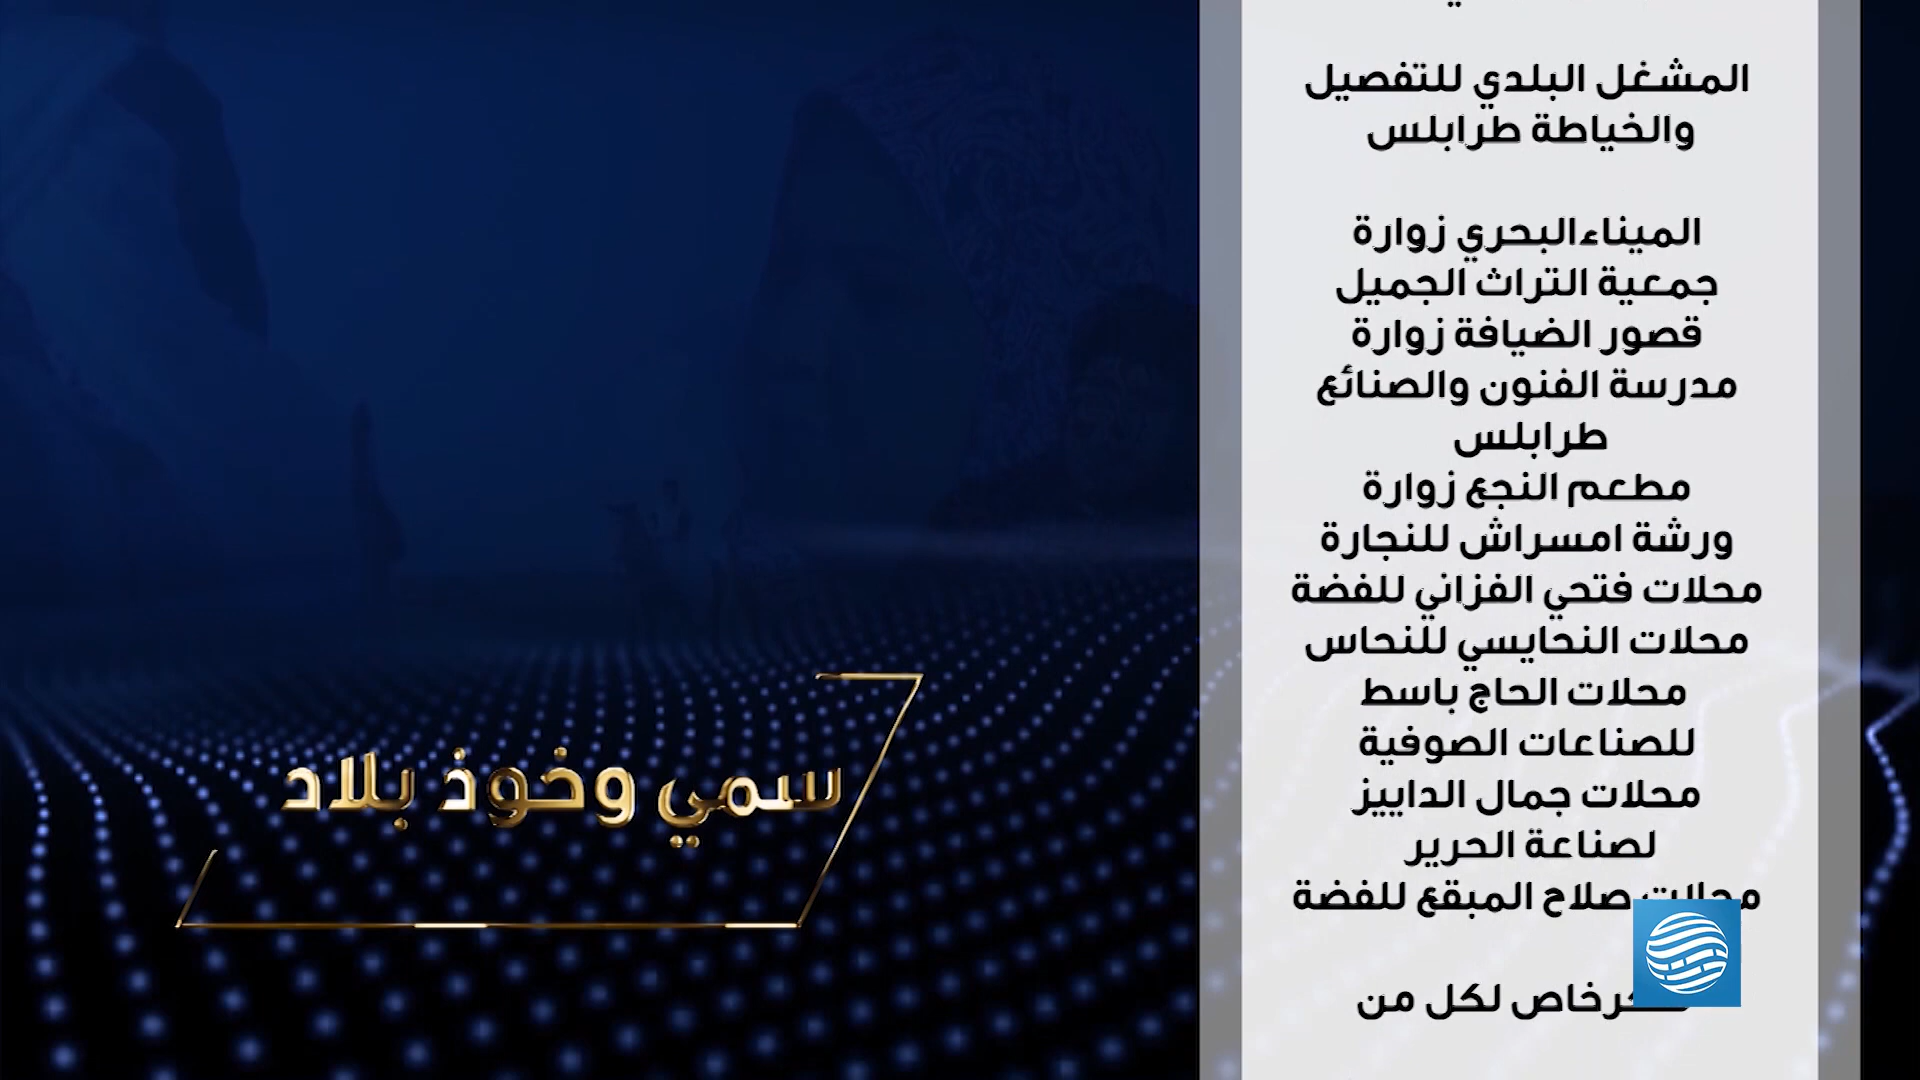 المشغل البلدي للتفصيل
والخياطة طرابلس
الميناءالبحري زوارة
جمعية التراث الجميل
قصور الضيافة زوارة
مدرسة الفنون والصنائع
طرابلس
مطعم النجع زوارة
ورشة امسراش للنجارة
محلات فتحي الفزاني للفضة
محلات النحايسي للنحاس
محلات الحاج باسط
للصناعات الصوفية
محلات جمال الداييز
لصناعة الحرير
محلات صلاح المبقع للفضة
لكل من
سمي وخوذ بلاد